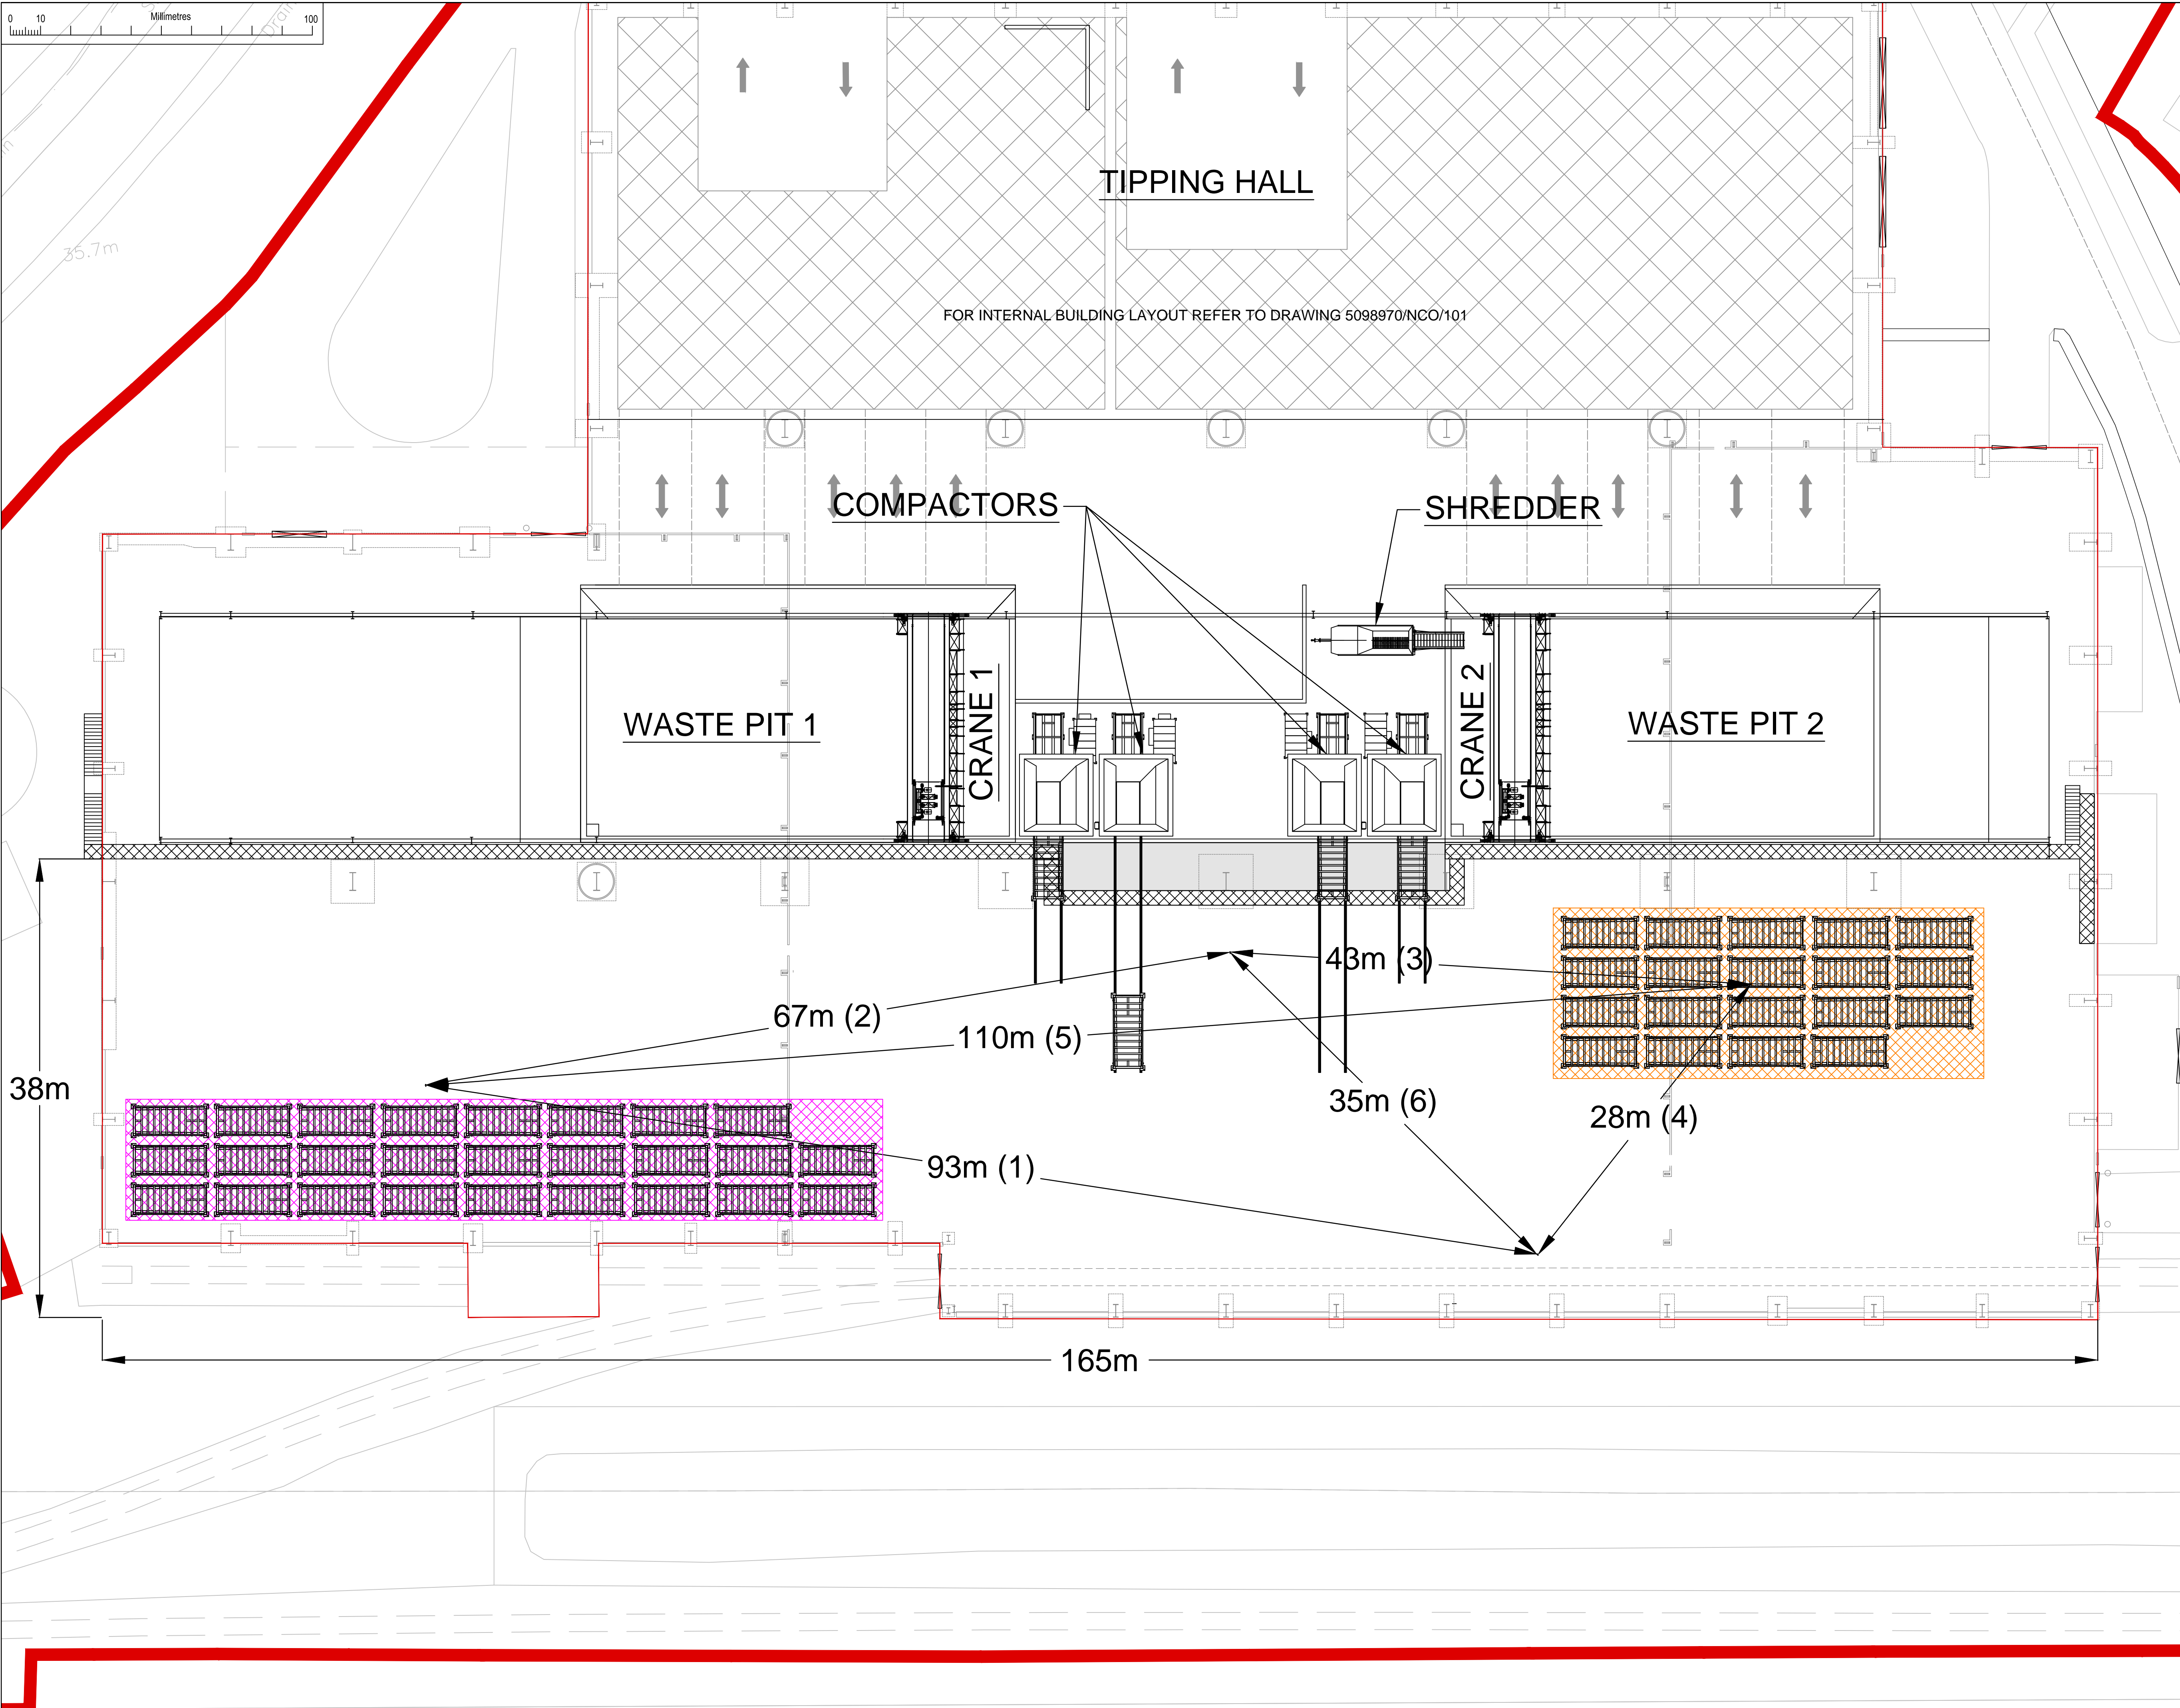 0 10 Millimetres 100
Drain
35.7m
TIPPING HALL
FOR INTERNAL BUILDING LAYOUT REFER TO DRAWING 5098970/NCO/101
COMPACTORS
SHREDDER
WASTE PIT 1
CRANE 1
CRANE 2
WASTE PIT 2
43m (3)
67m (2)
110m (5)
38m
35m (6)
28m (4)
93m (1)
165m